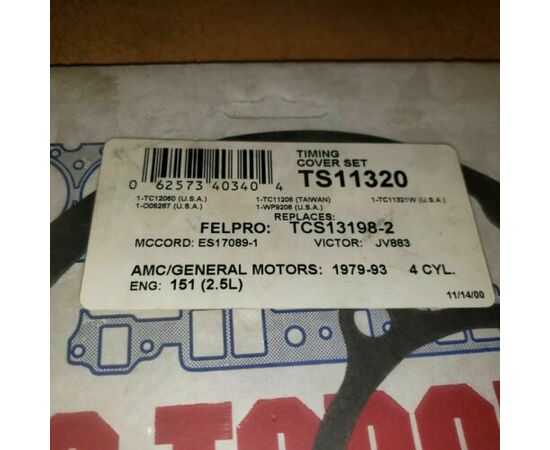 TIMING
COVER SET
0 62573 40340 4
TS11320
1-TC12060 (U.S.A.) 1-TC11206 (TAIWAN) 1-TC11321W (U.S.A.)
1-D05267 (U.S.A.) 1-WP9206 (U.S.A.)
REPLACES:
FELPRO: TCS13198-2
MCCORD: ES17089-1 VICTOR: JV883
AMC/GENERAL MOTORS: 1979-93 4 CYL.
ENG: 151 (2.5L)
11/14/00